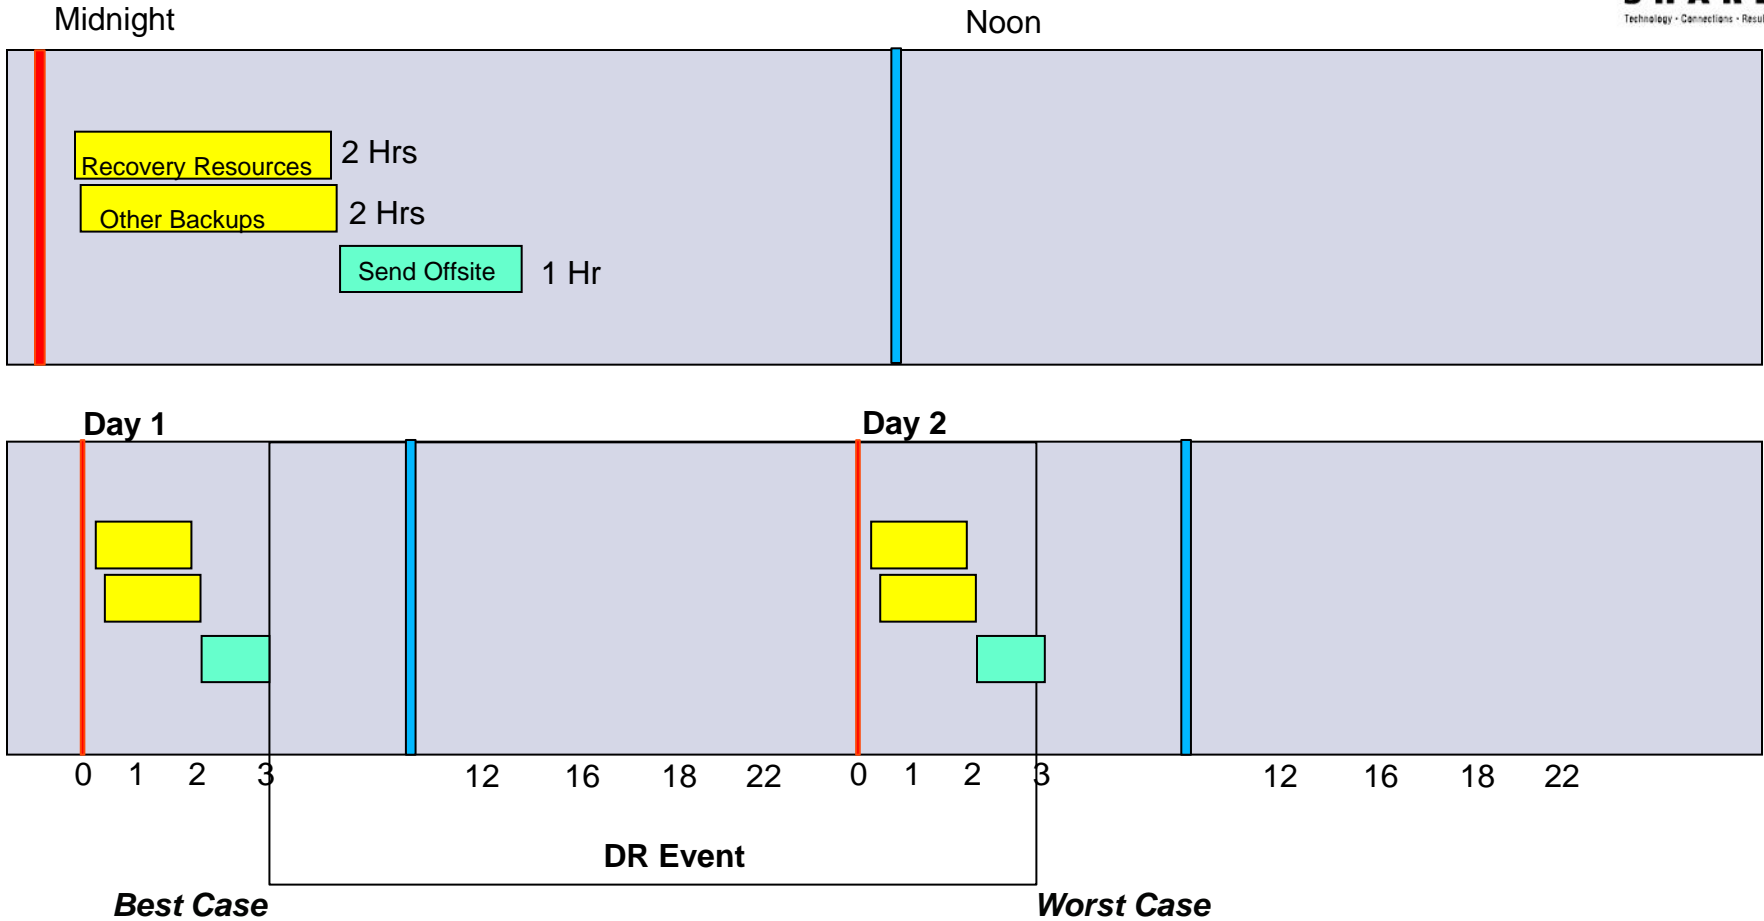 Midnight
Noon
Technology · Connections · Resul
Recovery Resources
2 Hrs
Other Backups
2 Hrs
Send Offsite
1 Hr
Day 1
Day 2
0 1 2 3 12 16 18 22 0 1 2 3 12 16 18 22
DR Event
Best Case
Worst Case